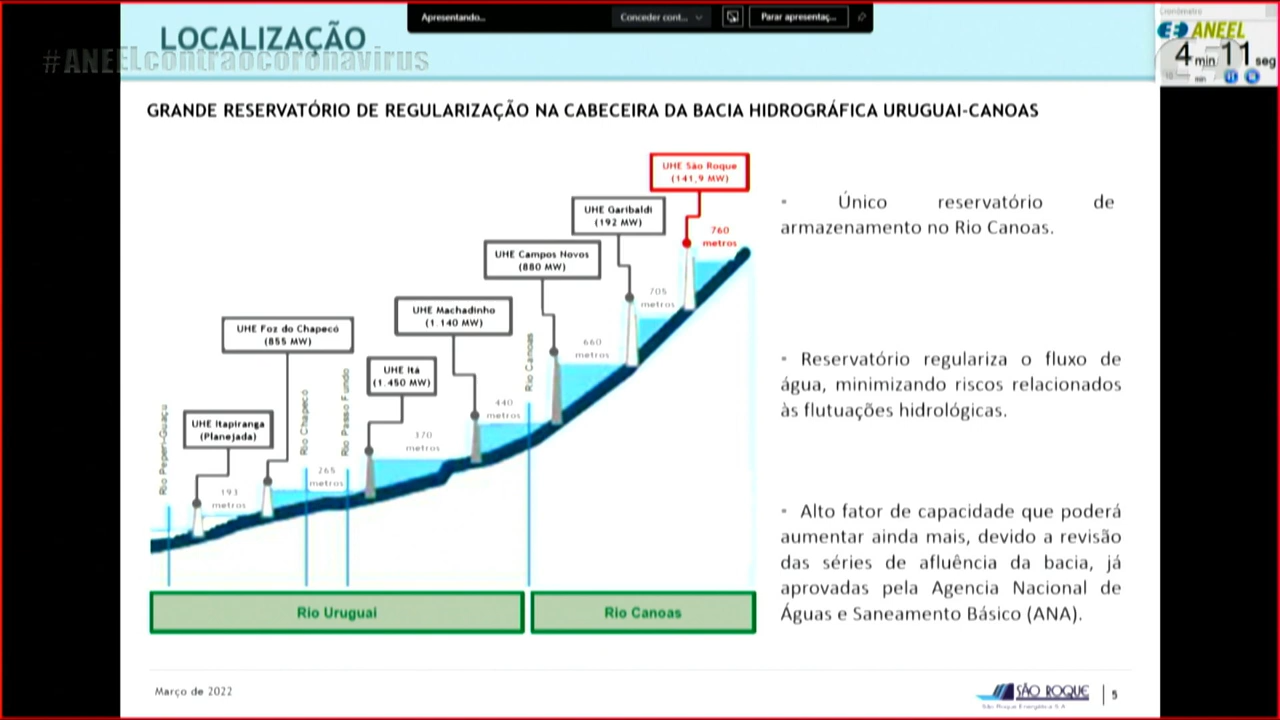 Apresentando...
Conceder cont...
Parar apresentaç...
Cronômetro
ANEEL
4 min 11 seg
min
LOCALIZAÇÃO
#ANEELcontraocoronavirus
GRANDE RESERVATÓRIO DE REGULARIZAÇÃO NA CABECEIRA DA BACIA HIDROGRÁFICA URUGUAI-CANOAS
UHE São Roque
(141,9 MW)
760
metros
UHE Garibaldi
(192 MW)
705
metros
UHE Campos Novos
(880 MW)
660
metros
UHE Machadinho
(1.140 MW)
440
metros
UHE Foz do Chapecó
(855 MW)
UHE Itá
(1.450 MW)
370
metros
UHE Itapiranga
(Planejada)
265
metros
193
metros
Rio Peperi-Guaçu
Rio Chapecó
Rio Passo Fundo
Rio Canoas
Rio Uruguai
Rio Canoas
- Único reservatório de
armazenamento no Rio Canoas.
- Reservatório regulariza o fluxo de
água, minimizando riscos relacionados
às flutuações hidrológicas.
- Alto fator de capacidade que poderá
aumentar ainda mais, devido a revisão
das séries de afluência da bacia, já
aprovadas pela Agencia Nacional de
Águas e Saneamento Básico (ANA).
Março de 2022
SÃO ROQUE
São Roque Energética S.A
5